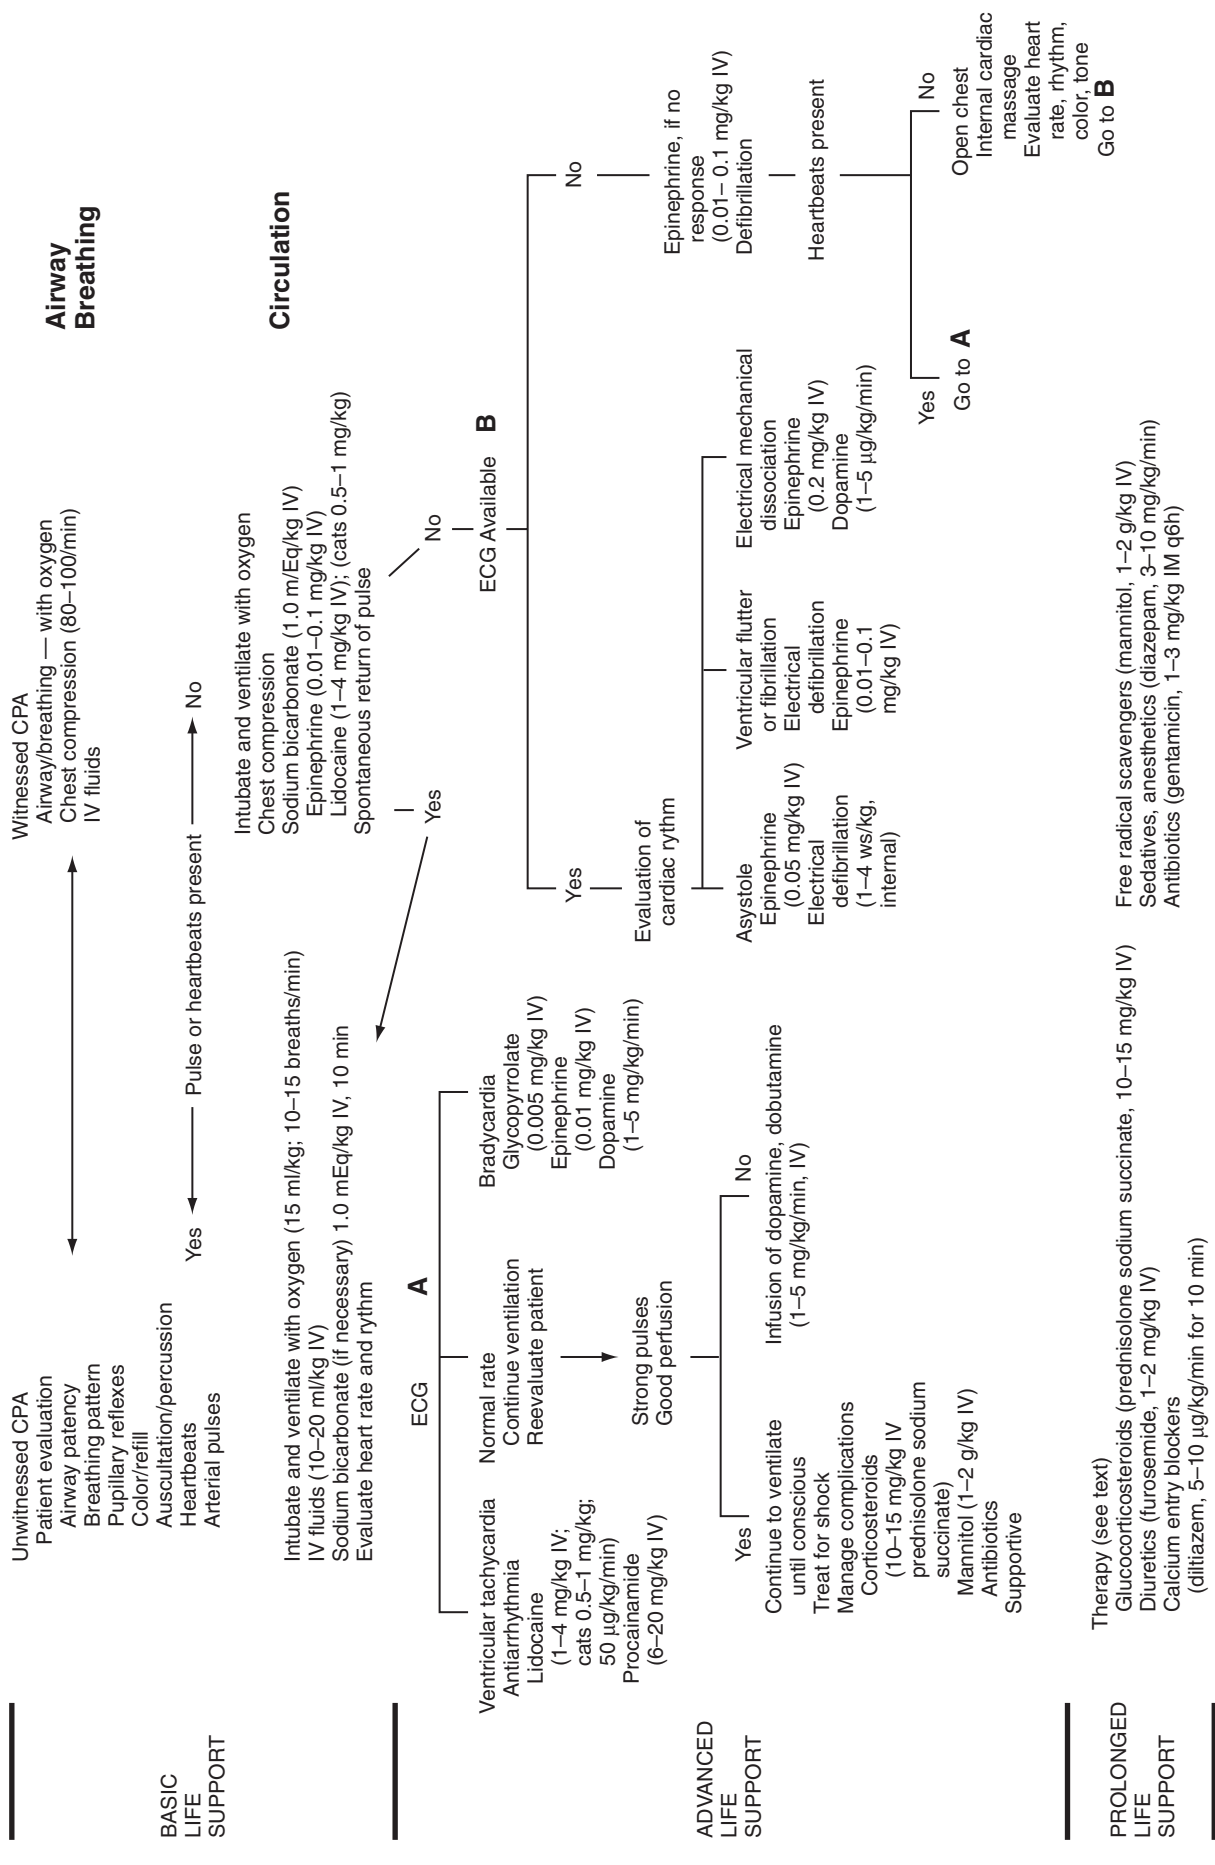 Unwitnessed CPA
Patient evaluation
Airway patency
Breathing pattern
Pupillary reflexes
Color/refill
Auscultation/percussion
Heartbeats
Arterial pulses
Witnessed CPA
Airway/breathing — with oxygen
Chest compression (80–100/min)
IV fluids
Airway
Breathing
BASIC
LIFE
SUPPORT
Yes
Pulse or heartbeats present
No
Intubate and ventilate with oxygen (15 ml/kg; 10–15 breaths/min)
IV fluids (10–20 ml/kg IV)
Sodium bicarbonate (if necessary) 1.0 mEq/kg IV, 10 min
Evaluate heart rate and rythm
Intubate and ventilate with oxygen
Chest compression
Sodium bicarbonate (1.0 m/Eq/kg IV)
Epinephrine (0.01–0.1 mg/kg IV)
Lidocaine (1–4 mg/kg IV); (cats 0.5–1 mg/kg)
Spontaneous return of pulse
Circulation
Yes
No
ADVANCED
LIFE
SUPPORT
ECG
A
Ventricular tachycardia
Antiarrhythmia
Lidocaine
(1–4 mg/kg IV;
cats 0.5–1 mg/kg;
50 µg/kg/min)
Procainamide
(6–20 mg/kg IV)
Normal rate
Continue ventilation
Reevaluate patient
Bradycardia
Glycopyrrolate
(0.005 mg/kg IV)
Epinephrine
(0.01 mg/kg IV)
Dopamine
(1–5 mg/kg/min)
Strong pulses
Good perfusion
Yes
Continue to ventilate
until conscious
Treat for shock
Manage complications
Corticosteroids
(10–15 mg/kg IV
prednisolone sodium
succinate)
Mannitol (1–2 g/kg IV)
Antibiotics
Supportive
No
Infusion of dopamine, dobutamine
(1–5 mg/kg/min, IV)
ECG Available
B
Yes
Evaluation of
cardiac rythm
Asystole
Epinephrine
(0.05 mg/kg IV)
Electrical
defibrillation
(1–4 ws/kg,
internal)
Ventricular flutter
or fibrillation
Electrical
defibrillation
Epinephrine
(0.01–0.1
mg/kg IV)
Electrical mechanical
dissociation
Epinephrine
(0.2 mg/kg IV)
Dopamine
(1–5 µg/kg/min)
No
Epinephrine, if no
response
(0.01– 0.1 mg/kg IV)
Defibrillation
Heartbeats present
Yes
Go to A
No
Open chest
Internal cardiac
massage
Evaluate heart
rate, rhythm,
color, tone
Go to B
PROLONGED
LIFE
SUPPORT
Therapy (see text)
Glucocorticosteroids (prednisolone sodium succinate, 10–15 mg/kg IV)
Diuretics (furosemide, 1–2 mg/kg IV)
Calcium entry blockers
(diltiazem, 5–10 µg/kg/min for 10 min)
Free radical scavengers (mannitol, 1–2 g/kg IV)
Sedatives, anesthetics (diazepam, 3–10 mg/kg/min)
Antibiotics (gentamicin, 1–3 mg/kg IM q6h)